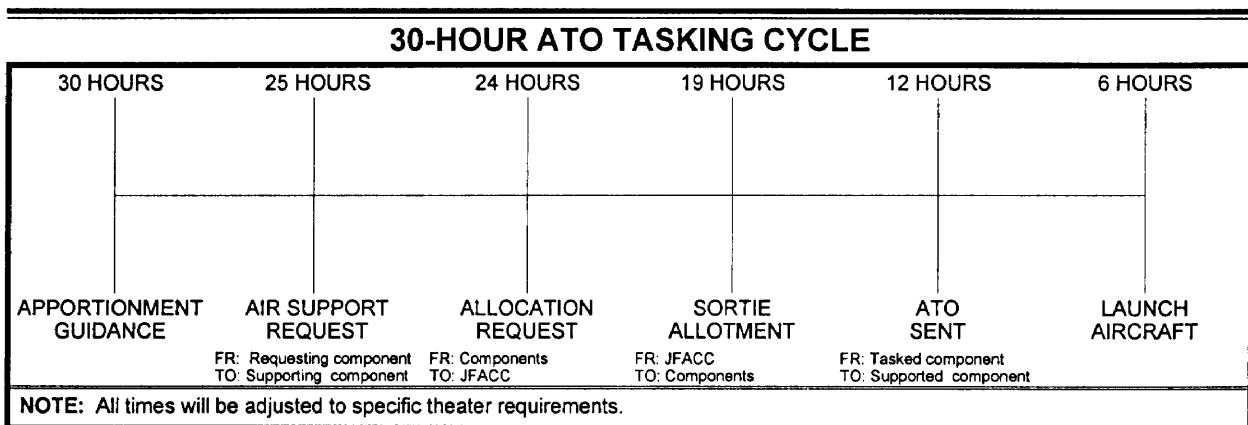 30-HOUR ATO TASKING CYCLE
30 HOURS 25 HOURS 24 HOURS 19 HOURS 12 HOURS 6 HOURS
APPORTIONMENT AIR SUPPORT ALLOCATION SORTIE ATO LAUNCH
GUIDANCE REQUEST REQUEST ALLOTMENT SENT AIRCRAFT
FR: Requesting component FR: Components FR: JFACC FR: Tasked component
TO: Supporting component TO: JFACC TO: Components TO: Supported component
NOTE: All times will be adjusted to specific theater requirements.